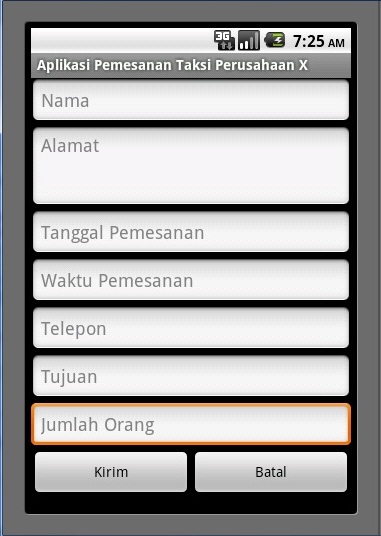 3G 7:25 AM
Aplikasi Pemesanan Taksi Perusahaan X
Nama
Alamat
Tanggal Pemesanan
Waktu Pemesanan
Telepon
Tujuan
Jumlah Orang
Kirim Batal